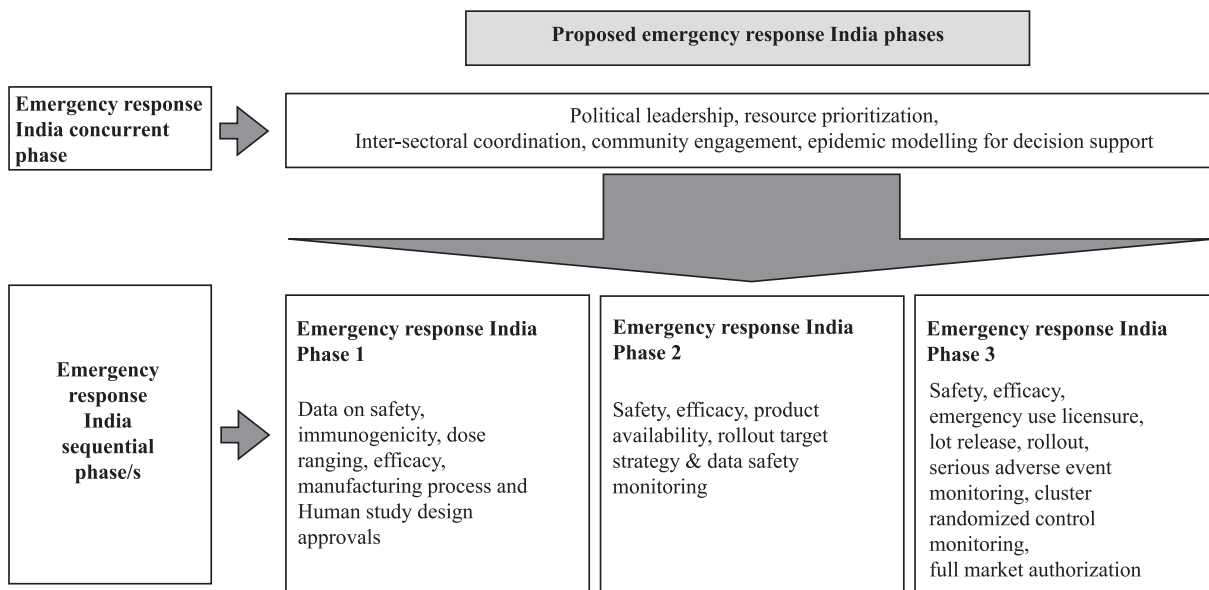 Proposed emergency response India phases
Emergency response
India concurrent
phase
Political leadership, resource prioritization,
Inter-sectoral coordination, community engagement, epidemic modelling for decision support
Emergency
response
India
sequential
phase/s
Emergency response India
Phase 1
Data on safety,
immunogenicity, dose
ranging, efficacy,
manufacturing process and
Human study design
approvals
Emergency response India
Phase 2
Safety, efficacy, product
availability, rollout target
strategy & data safety
monitoring
Emergency response India
Phase 3
Safety, efficacy,
emergency use licensure,
lot release, rollout,
serious adverse event
monitoring, cluster
randomized control
monitoring,
full market authorization